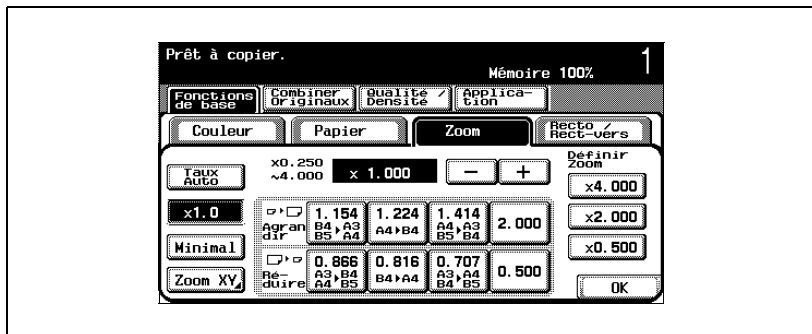 Prêt à copier.
1
Mémoire 100%
Fonctions de base
Combiner Originaux
Qualité / Densité
Applica-
tion
Couleur
Papier
Zoom
Recto /
Rect-vers
Taux
Auto
x0.250
~4.000
x 1.000
−
+
Définir
Zoom
x4.000
x1.0
Agran
dir
1.154
B4▸A3
B5▸A4
1.224
A4▸B4
1.414
A4▸A3
B5▸B4
2.000
x2.000
Minimal
x0.500
Ré-
duire
0.866
A3▸B4
A4▸B5
0.816
B4▸A4
0.707
A3▸A4
B4▸B5
0.500
Zoom XY
OK